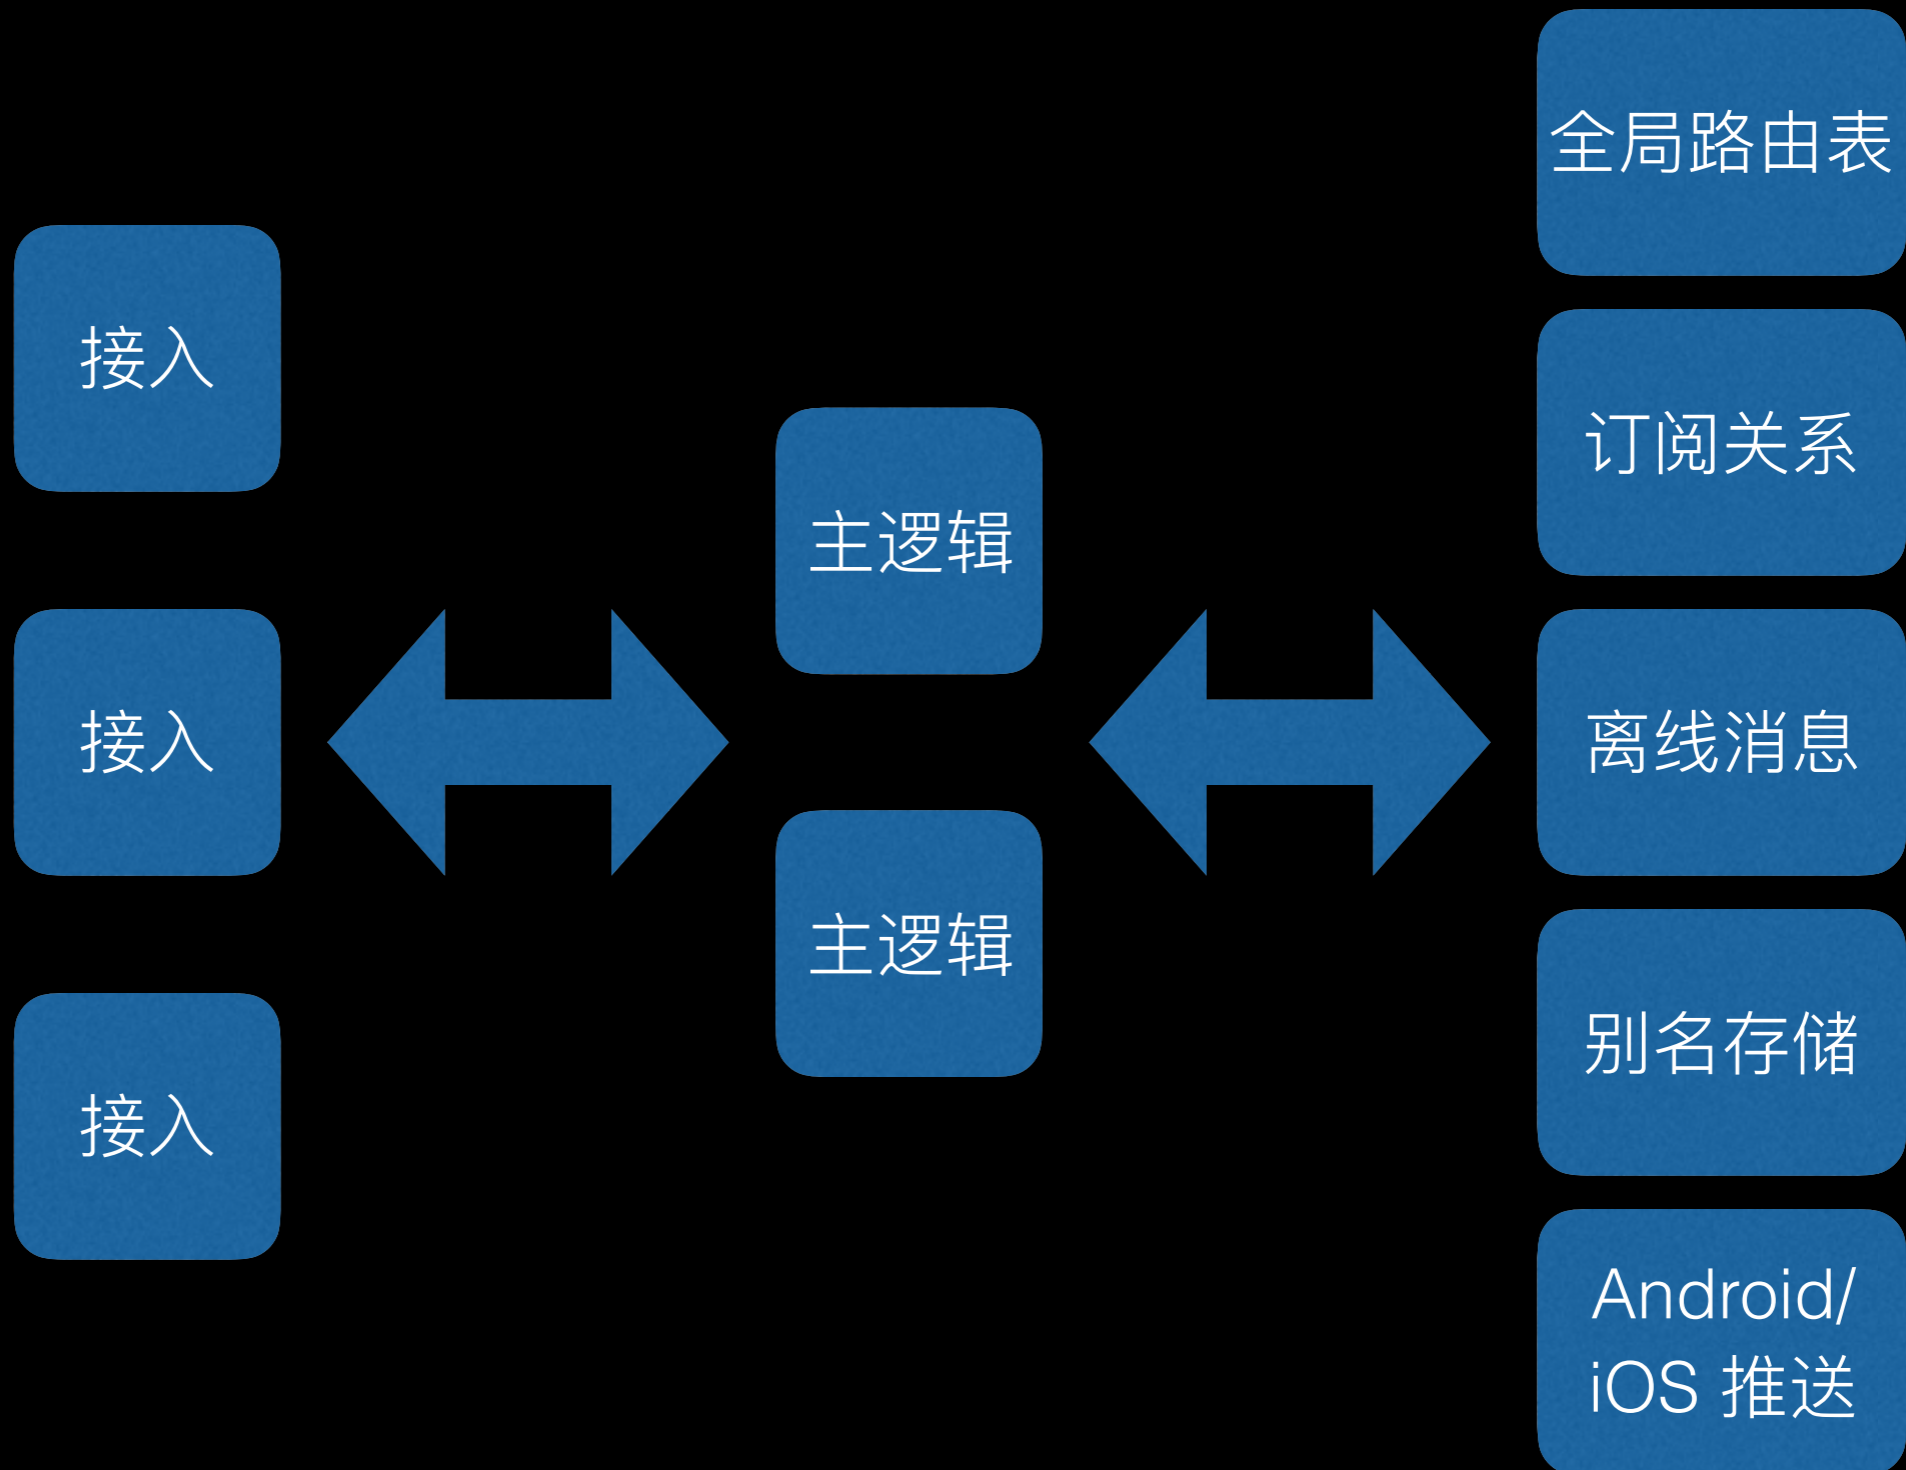 接入
接入
接入
主逻辑
主逻辑
全局路由表
订阅关系
离线消息
别名存储
Android/
iOS 推送